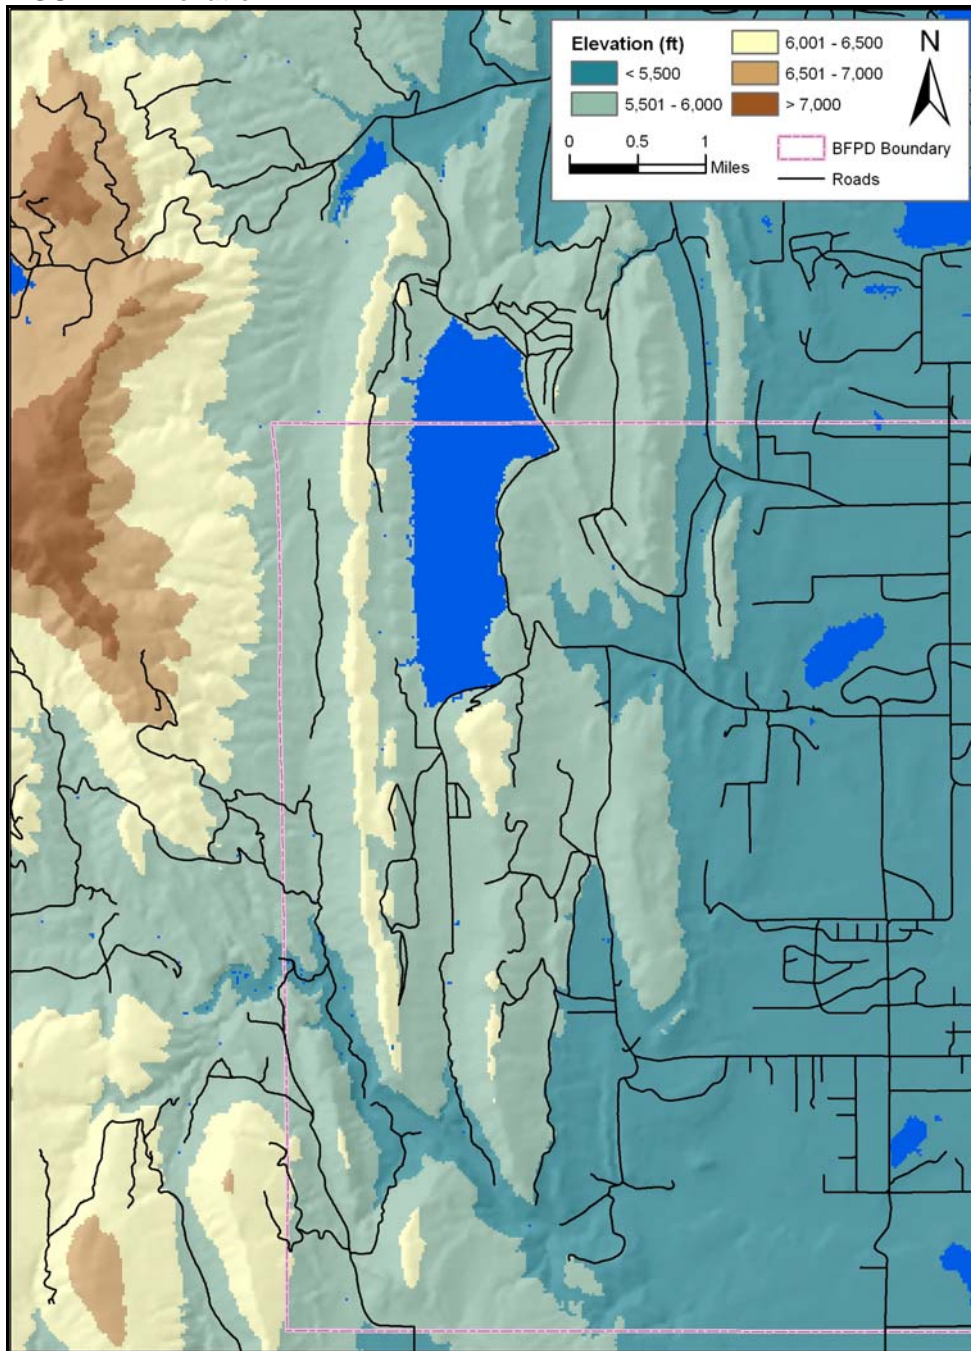 Elevation (ft)
< 5,500
5,501 - 6,000
6,001 - 6,500
6,501 - 7,000
> 7,000
N
0 0.5 1
Miles
BFPD Boundary
Roads